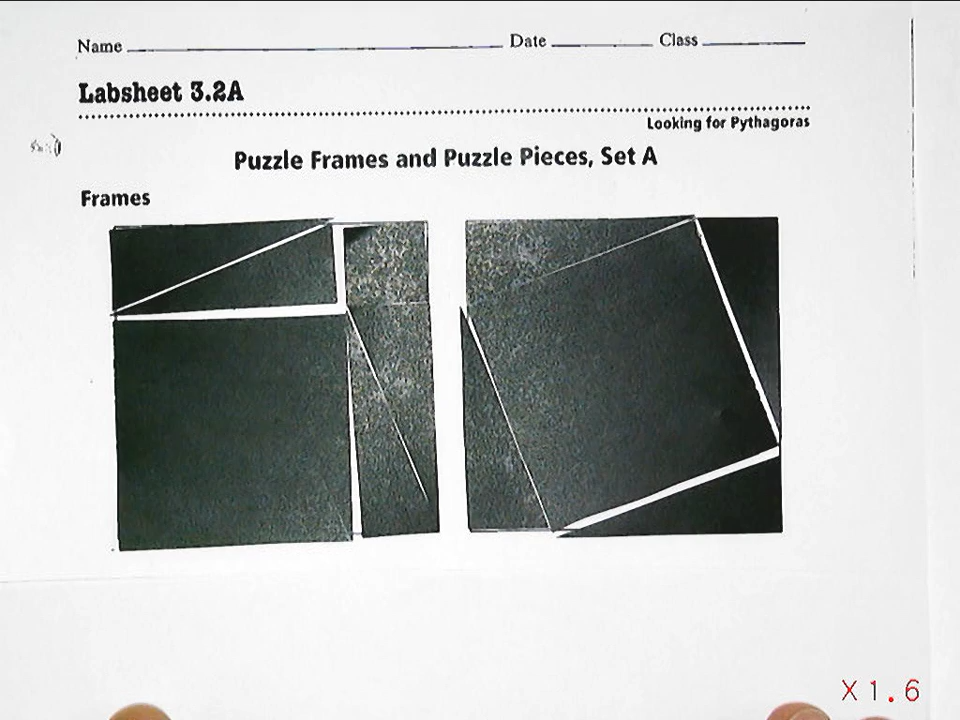 Name Date Class
Labsheet 3.2A
Looking for Pythagoras
Puzzle Frames and Puzzle Pieces, Set A
Frames
X1.6